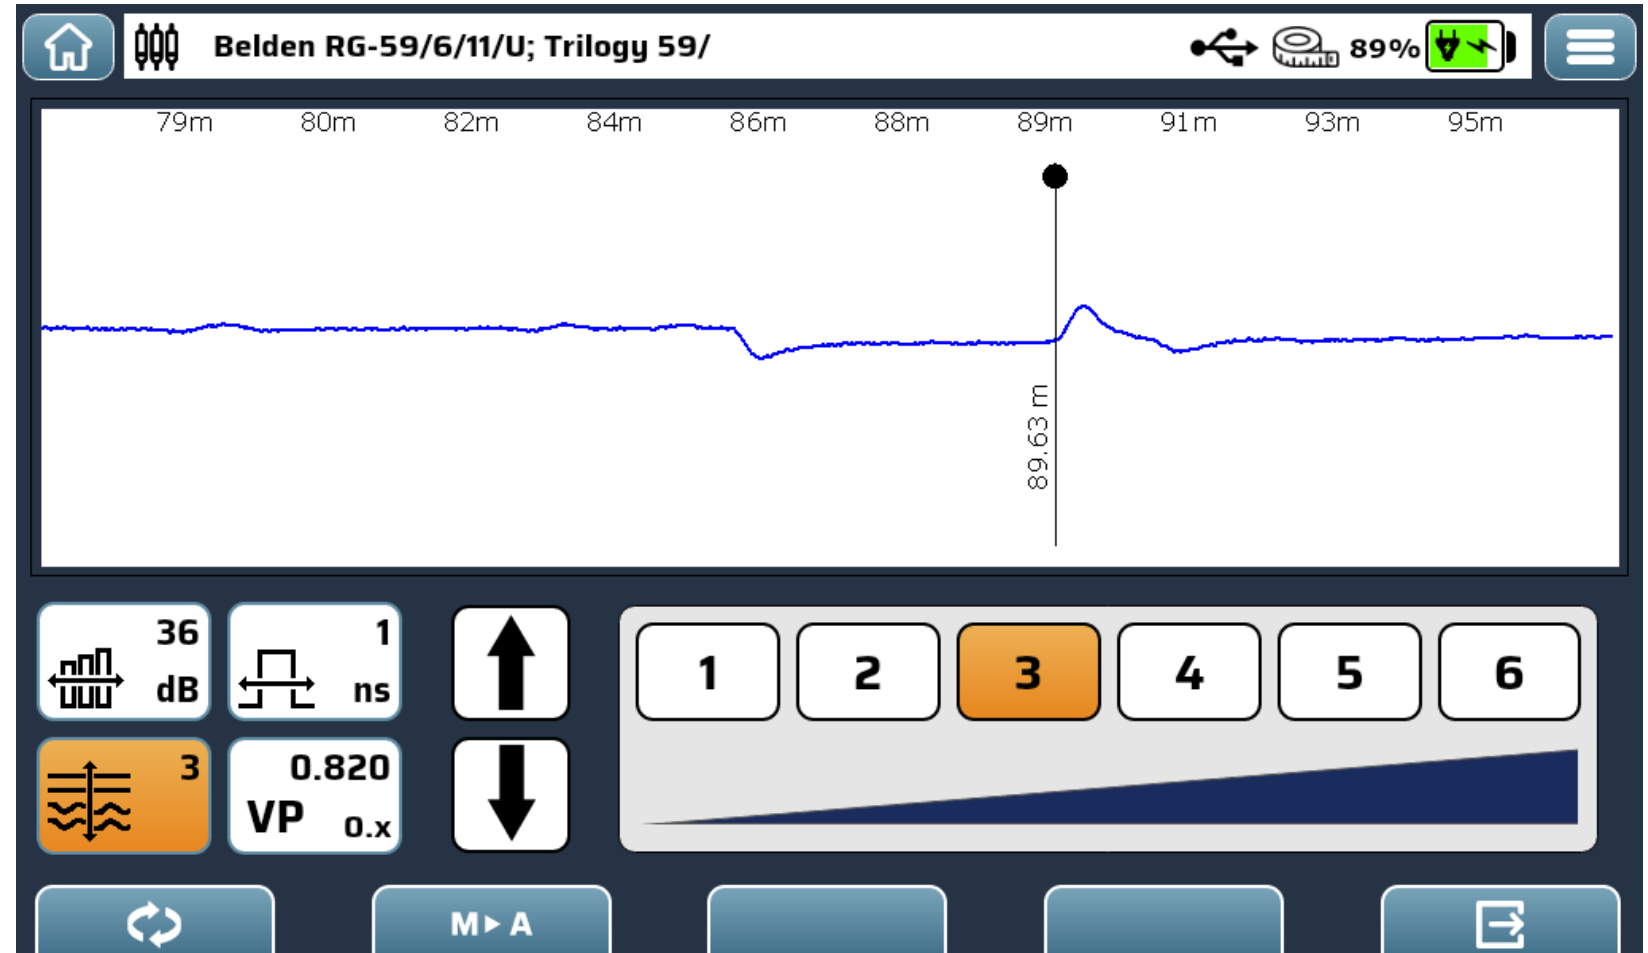 Belden RG-59/6/11/U; Trilogy 59/ 89%
79m 80m 82m 84m 86m 88m 89m 91m 93m 95m
89.63 m
36 dB
1 ns
1 2 3 4 5 6
3
0.820 VP 0.x
M▶A